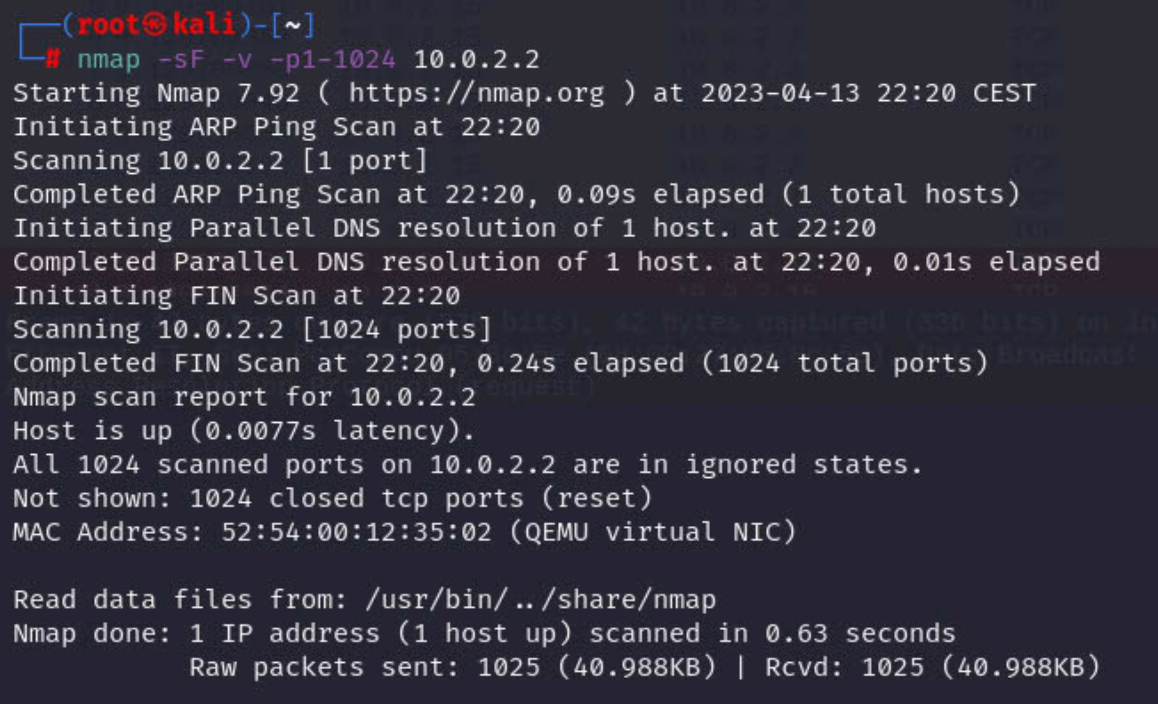 ┌──(root㉿kali)-[~]
└─# nmap -sF -v -p1-1024 10.0.2.2
Starting Nmap 7.92 ( https://nmap.org ) at 2023-04-13 22:20 CEST
Initiating ARP Ping Scan at 22:20
Scanning 10.0.2.2 [1 port]
Completed ARP Ping Scan at 22:20, 0.09s elapsed (1 total hosts)
Initiating Parallel DNS resolution of 1 host. at 22:20
Completed Parallel DNS resolution of 1 host. at 22:20, 0.01s elapsed
Initiating FIN Scan at 22:20
Scanning 10.0.2.2 [1024 ports]
Completed FIN Scan at 22:20, 0.24s elapsed (1024 total ports)
Nmap scan report for 10.0.2.2
Host is up (0.0077s latency).
All 1024 scanned ports on 10.0.2.2 are in ignored states.
Not shown: 1024 closed tcp ports (reset)
MAC Address: 52:54:00:12:35:02 (QEMU virtual NIC)
Read data files from: /usr/bin/../share/nmap
Nmap done: 1 IP address (1 host up) scanned in 0.63 seconds
Raw packets sent: 1025 (40.988KB) | Rcvd: 1025 (40.988KB)